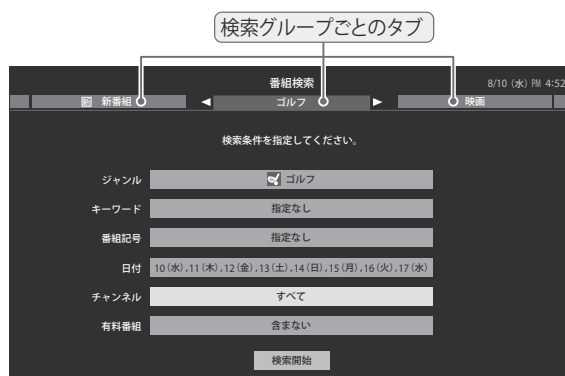 検索グループごとのタブ
番組検索 8/10 (水) PM 4:52
新 新番組 ◀ ゴルフ ▶ 映画
検索条件を指定してください。
ジャンル ゴルフ
キーワード 指定なし
番組記号 指定なし
日付 10(水),11(木),12(金),13(土),14(日),15(月),16(火),17(水)
チャンネル すべて
有料番組 含まない
検索開始